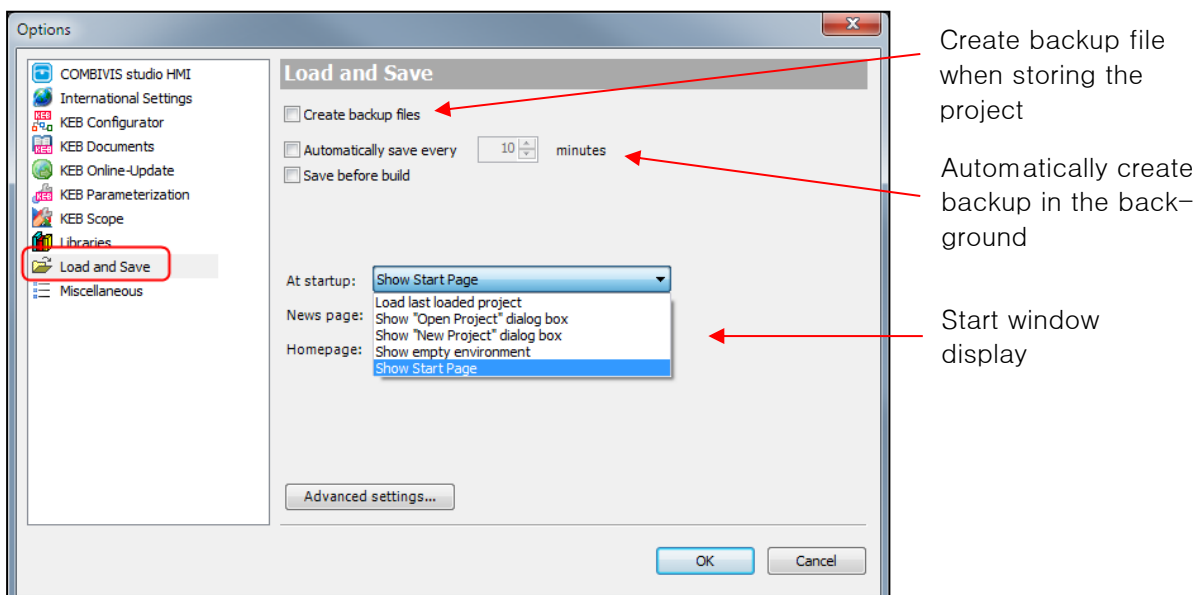 Options
COMBIVIS studio HMI
International Settings
KEB Configurator
KEB Documents
KEB Online-Update
KEB Parameterization
KEB Scope
Libraries
Load and Save
Miscellaneous
Load and Save
Create backup files
Automatically save every 10 minutes
Save before build
At startup: Show Start Page
Load last loaded project
News page: Show "Open Project" dialog box
Show "New Project" dialog box
Homepage: Show empty environment
Show Start Page
Advanced settings...
OK Cancel
Create backup file
when storing the
project
Automatically create
backup in the back-
ground
Start window
display